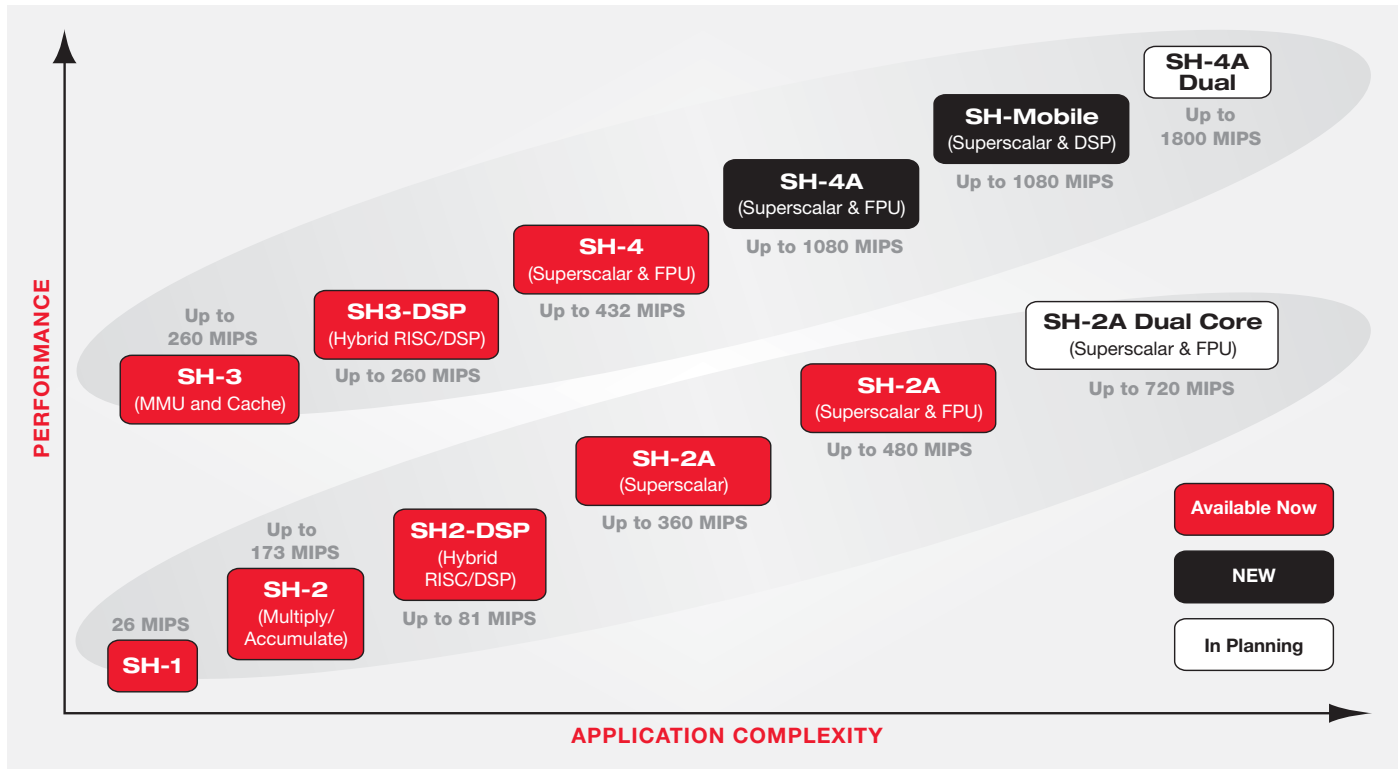 PERFORMANCE
SH-4A
Dual
Up to
1800 MIPS
SH-Mobile
(Superscalar & DSP)
Up to 1080 MIPS
SH-4A
(Superscalar & FPU)
Up to 1080 MIPS
SH-4
(Superscalar & FPU)
Up to 432 MIPS
Up to
260 MIPS
SH3-DSP
(Hybrid RISC/DSP)
Up to 260 MIPS
SH-3
(MMU and Cache)
SH-2A Dual Core
(Superscalar & FPU)
Up to 720 MIPS
SH-2A
(Superscalar & FPU)
Up to 480 MIPS
SH-2A
(Superscalar)
Up to 360 MIPS
Up to
173 MIPS
SH2-DSP
(Hybrid
RISC/DSP)
Up to 81 MIPS
SH-2
(Multiply/
Accumulate)
26 MIPS
SH-1
Available Now
NEW
In Planning
APPLICATION COMPLEXITY